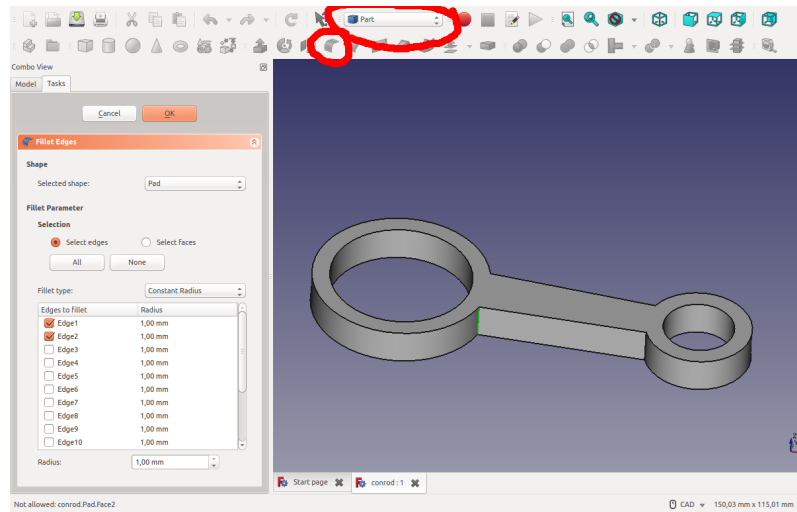 Part
Combo View
Model Tasks
Cancel OK
Fillet Edges
Shape
Selected shape: Pad
Fillet Parameter
Selection
Select edges Select faces
All None
Fillet type: Constant Radius
Edges to fillet Radius
Edge1 1,00 mm
Edge2 1,00 mm
Edge3 1,00 mm
Edge4 1,00 mm
Edge5 1,00 mm
Edge6 1,00 mm
Edge7 1,00 mm
Edge8 1,00 mm
Edge9 1,00 mm
Edge10 1,00 mm
Radius: 1,00 mm
Start page conrod : 1
Not allowed: conrod.Pad.Face2 CAD 150,03 mm x 115,01 mm